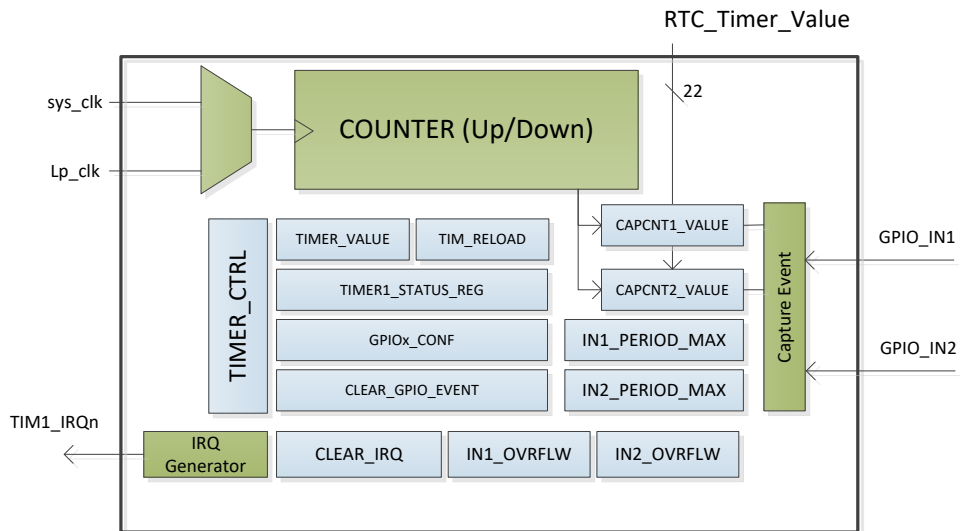 RTC_Timer_Value
22
sys_clk
COUNTER (Up/Down)
Lp_clk
TIMER_CTRL
TIMER_VALUE
TIM_RELOAD
CAPCNT1_VALUE
Capture Event
GPIO_IN1
TIMER1_STATUS_REG
CAPCNT2_VALUE
GPIOx_CONF
IN1_PERIOD_MAX
GPIO_IN2
CLEAR_GPIO_EVENT
IN2_PERIOD_MAX
TIM1_IRQn
IRQ
Generator
CLEAR_IRQ
IN1_OVRFLW
IN2_OVRFLW